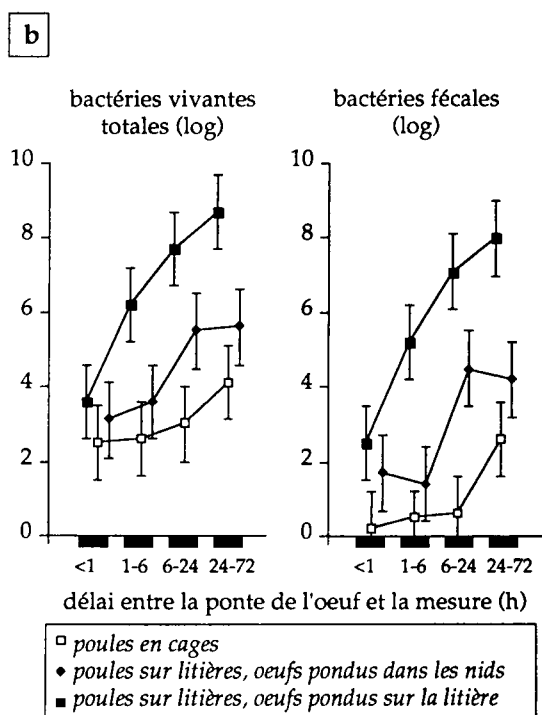 b
bactéries vivantes
totales (log)
bactéries fécales
(log)
10
8
6
4
2
0
<1 1-6 6-24 24-72
10
8
6
4
2
0
<1 1-6 6-24 24-72
délai entre la ponte de l'oeuf et la mesure (h)
poules en cages
poules sur litières, oeufs pondus dans les nids
poules sur litières, oeufs pondus sur la litière